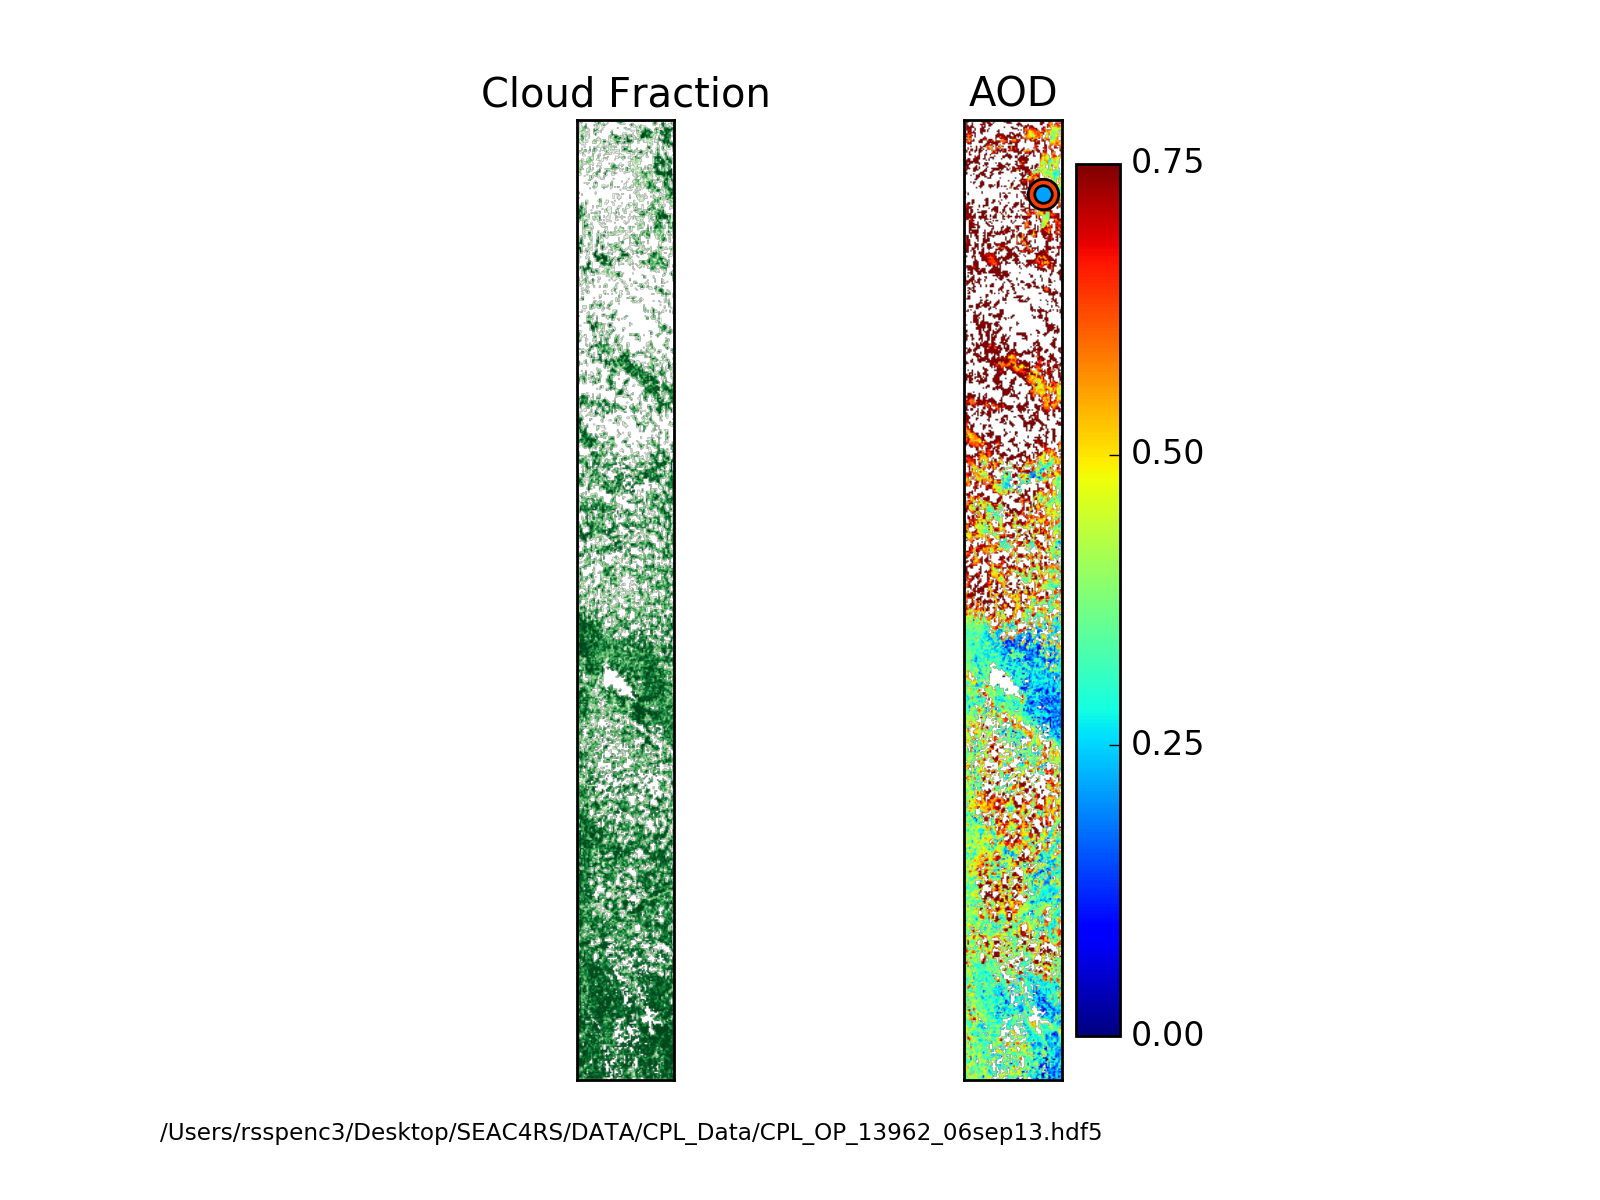 Cloud Fraction
AOD
0.75
0.50
0.25
0.00
/Users/rsspenc3/Desktop/SEAC4RS/DATA/CPL_Data/CPL_OP_13962_06sep13.hdf5